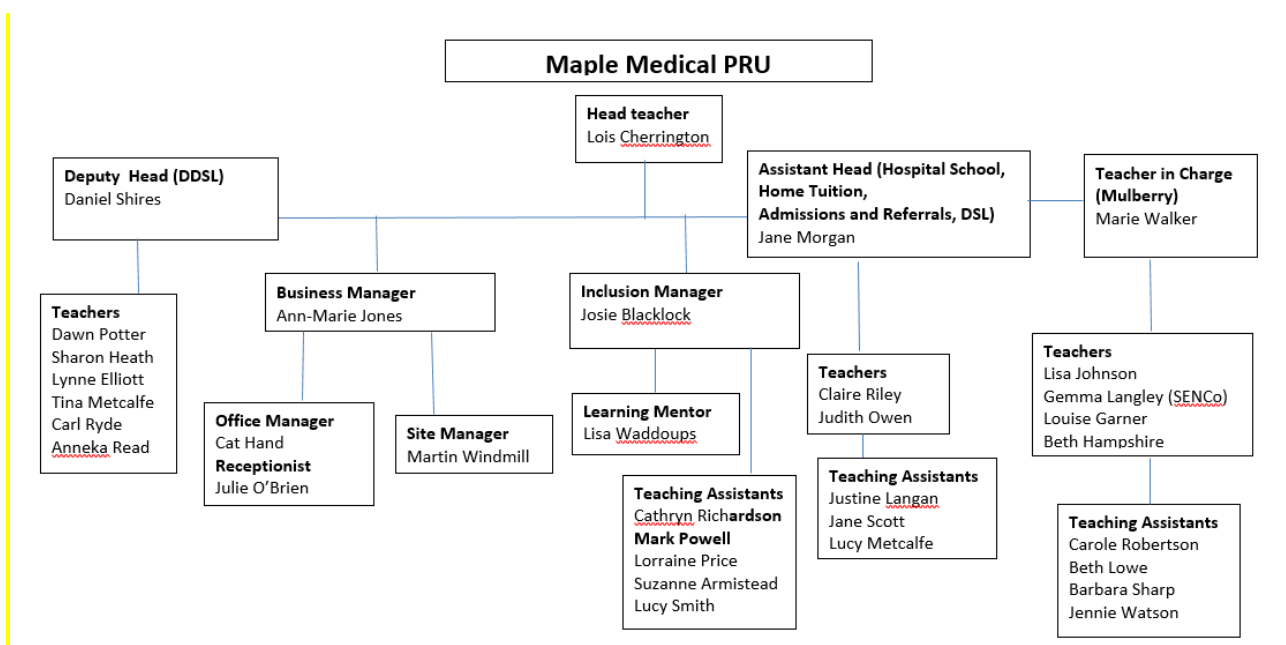 Maple Medical PRU
Head teacher
Lois Cherrington
Deputy  Head (DDSL)
Daniel Shires
Assistant Head (Hospital School,
Home Tuition,
Admissions and Referrals, DSL)
Jane Morgan
Teacher in Charge
(Mulberry)
Marie Walker
Teachers
Dawn Potter
Sharon Heath
Lynne Elliott
Tina Metcalfe
Carl Ryde
Anneka Read
Business Manager
Ann-Marie Jones
Inclusion Manager
Josie Blacklock
Office Manager
Cat Hand
Receptionist
Julie O’Brien
Site Manager
Martin Windmill
Learning Mentor
Lisa Waddoups
Teaching Assistants
Cathryn Richardson
Mark Powell
Lorraine Price
Suzanne Armistead
Lucy Smith
Teachers
Claire Riley
Judith Owen
Teaching Assistants
Justine Langan
Jane Scott
Lucy Metcalfe
Teachers
Lisa Johnson
Gemma Langley (SENCo)
Louise Garner
Beth Hampshire
Teaching Assistants
Carole Robertson
Beth Lowe
Barbara Sharp
Jennie Watson